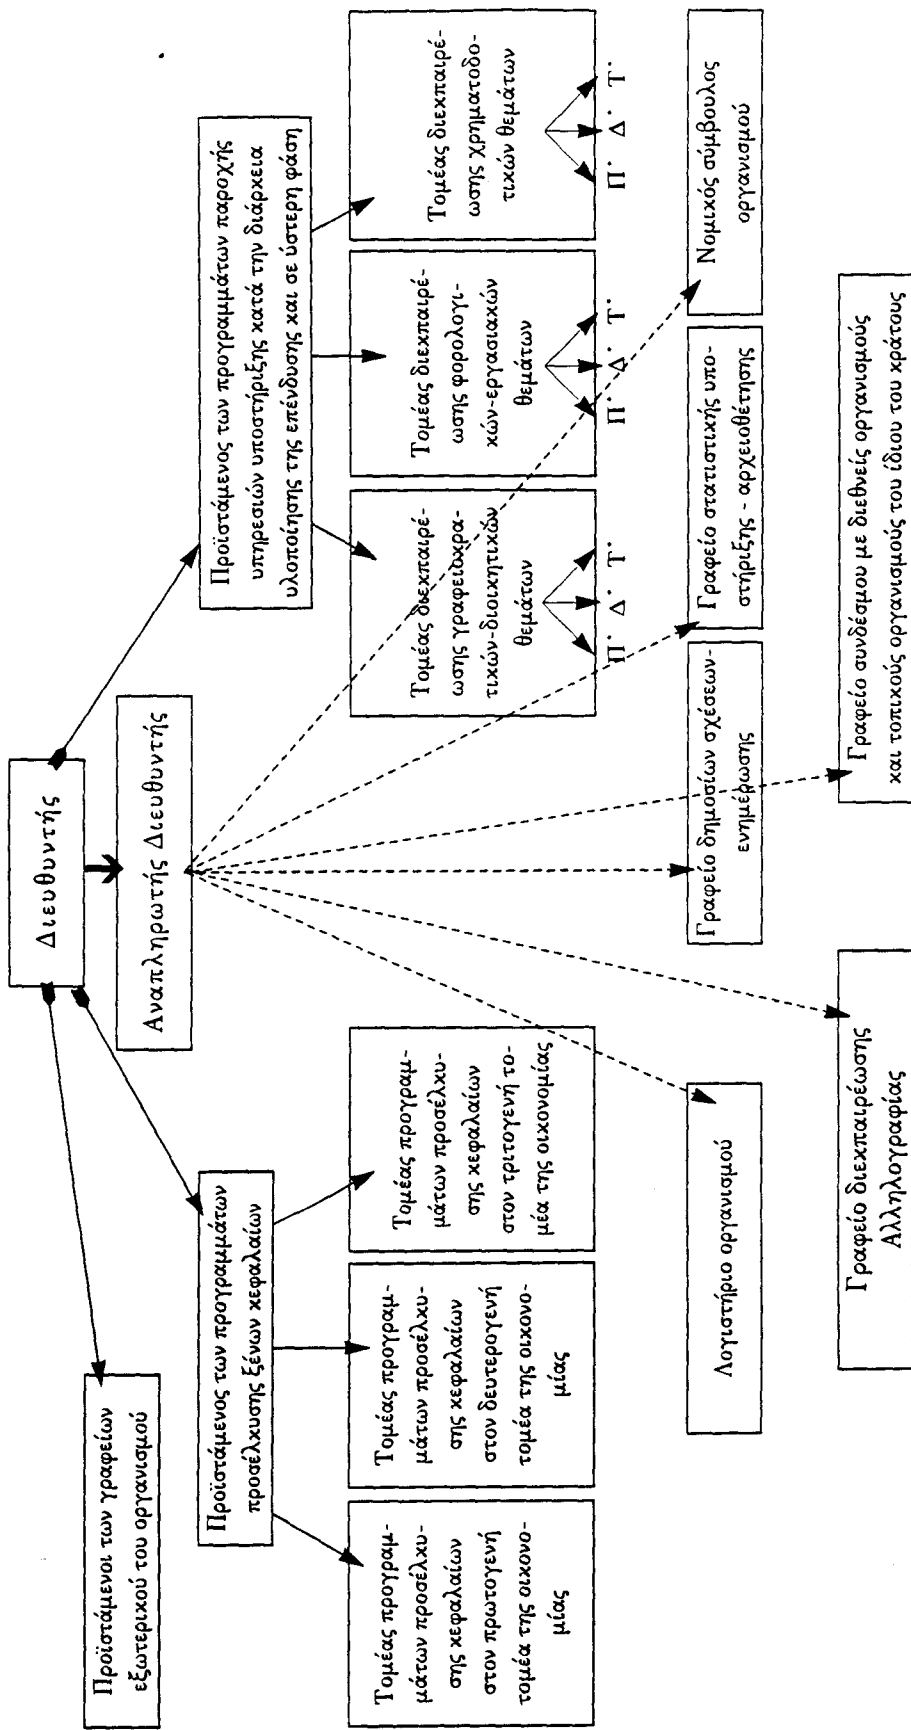 Διευθυντής
Αναπληρωτής Διευθυντής
Προϊστάμενοι των γραφείων
εξωτερικού του οργανισμού
Προϊστάμενος των προγραμμάτων
προσέλκυσης ξένων κεφαλαίων
Προϊστάμενος των προγραμμάτων παροχής
υπηρεσιών υποστήριξης κατά την διάρκεια
υλοποίησης της επένδυσης και σε ύστερη φάση
Τομέας προγραμ-
μάτων προσέλκυ-
σης κεφαλαίων
στον πρωτογενή
τομέα της οικονο-
μίας
Τομέας προγραμ-
μάτων προσέλκυ-
σης κεφαλαίων
στον δευτερογενή
τομέα της οικονο-
μίας
Τομέας προγραμ-
μάτων προσέλκυ-
σης κεφαλαίων
στον τριτογενή το-
μέα της οικονομίας
Τομέας διεκπαιρέ-
ωσης γραφειοκρα-
τικών-διοικητικών
θεμάτων
Π· Δ· Τ·
Τομέας διεκπαιρέ-
ωσης φορολογι-
κών-εργασιακών
θεμάτων
Π· Δ· Τ·
Τομέας διεκπαιρέ-
ωσης χρηματοδο-
τικών θεμάτων
Π· Δ· Τ·
Λογιστήριο οργανισμού
Γραφείο δημοσίων σχέσεων-
ενημέρωσης
Γραφείο στατιστικής υπο-
στήριξης - αρχειοθέτησης
Νομικός σύμβουλος
οργανισμού
Γραφείο διεκπαιρέωσης
Αλληλογραφίας
Γραφείο συνδέσμου με διεθνείς οργανισμούς
και τοπικούς οργανισμούς του ίδιου του κράτους